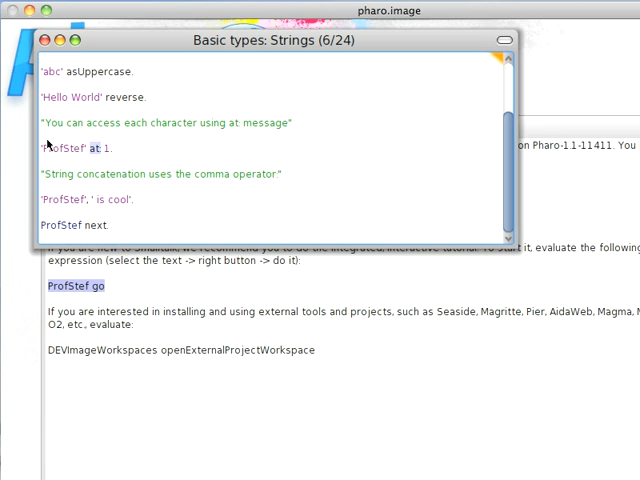 pharo.image
Basic types: Strings (6/24)
'abc' asUppercase.
'Hello World' reverse.
"You can access each character using at: message"
'ProfStef' at: 1.
"String concatenation uses the comma operator:"
'ProfStef', ' is cool'.
ProfStef next.
on Pharo-1.1-11411. You
If you are new to Smalltalk, we recommend you to do the integrated, interactive tutorial. To start it, evaluate the following
expression (select the text -> right button -> do it):
ProfStef go
If you are interested in installing and using external tools and projects, such as Seaside, Magritte, Pier, AidaWeb, Magma,
O2, etc., evaluate:
DEVImageWorkspaces openExternalProjectWorkspace